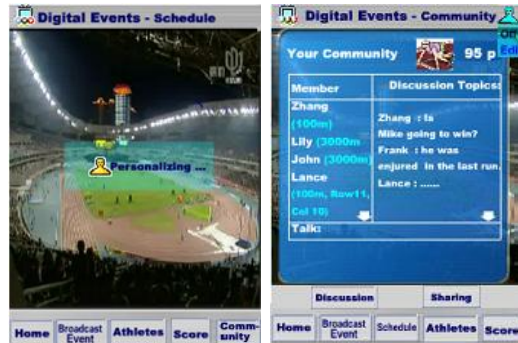 Digital Events - Schedule
Personalizing ...
Home
Broadcast
Event
Athletes
Score
Comm-
unity
Digital Events - Community
Your Community
95 p
Edi
Member
Zhang
(100m)
Lily (3000m
John (3000m)
Lance
(100m, Row11,
Col 10)
Discussion Topics:
Zhang : Is
Mike going to win?
Frank : he was
enjured in the last run.
Lance : ......
Talk:
Discussion
Sharing
Home
Broadcast
Event
Schedule
Athletes
Score